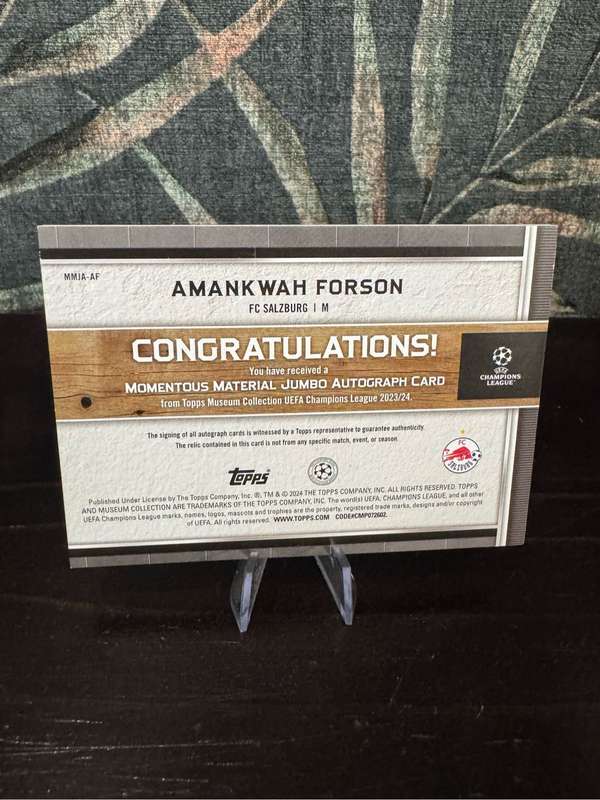 MMJA-AF
AMANKWAH FORSON
FC SALZBURG | M
CONGRATULATIONS!
You have received a
MOMENTOUS MATERIAL JUMBO AUTOGRAPH CARD
from Topps Museum Collection UEFA Champions League 2023/24.
UEFA
CHAMPIONS
LEAGUE
The signing of all autograph cards is witnessed by a Topps representative to guarantee authenticity.
The relic contained in this card is not from any specific match, event, or season.
FC
SALZBURG
Topps
Published Under License by The Topps Company, Inc. ®, TM & © 2024 THE TOPPS COMPANY, INC. ALL RIGHTS RESERVED. TOPPS
AND MUSEUM COLLECTION ARE TRADEMARKS OF THE TOPPS COMPANY, INC. The word(s) UEFA, CHAMPIONS LEAGUE, and all other
UEFA Champions League marks, names, logos, mascots and trophies are the property, registered trade marks, designs and/or copyright
of UEFA. All rights reserved. WWW.TOPPS.COM CODE#CMP072602.